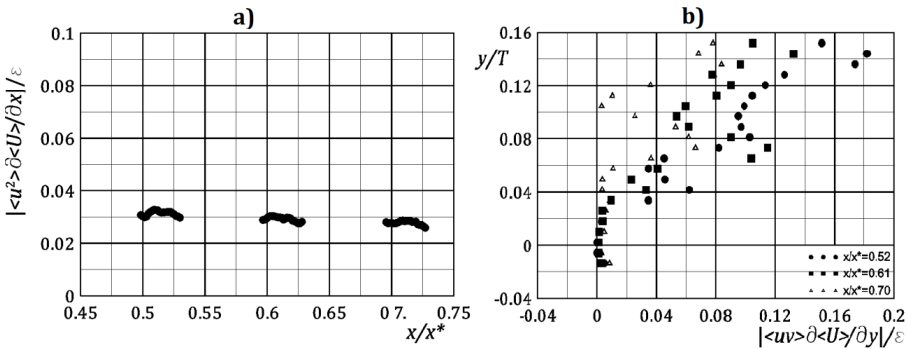 a)
|<u²>∂<U>/∂x|/ε
0.1
0.08
0.06
0.04
0.02
0
0.45
0.5
0.55
0.6
0.65
0 7
0.75
x/x*
b)
y/T
0.16
0.12
0.08
0.04
0
-0.04
-0.04
0
0.04
0.08
0.12
0.16
0.2
x/x*=0.52
x/x*=0.61
x/x*=0.70
|<uv>∂<U>/∂y|/ε